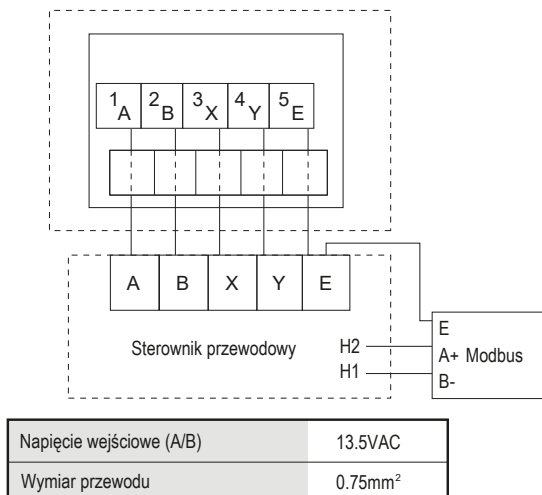 1A 2B 3X 4Y 5E
A B X Y E
Sterownik przewodowy
H2
H1
E
A+ Modbus
B-
Napięcie wejściowe (A/B) 13.5VAC
Wymiar przewodu 0.75mm²